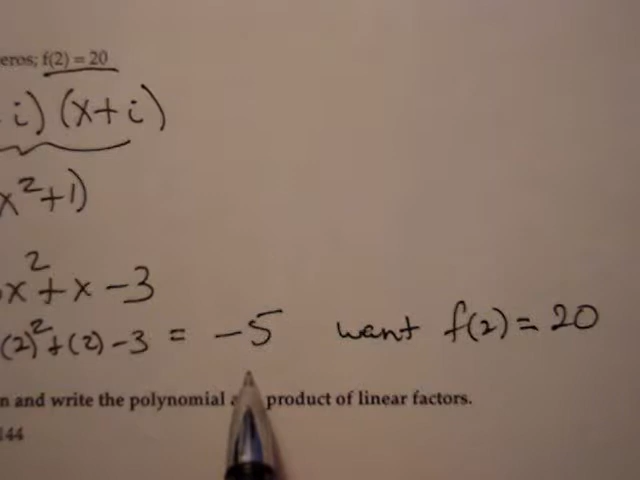 eros; f(2) = 20
i) (x+i)
x²+1)
x²+x-3
(2)²+(2)-3 = -5 want f(2)=20
n and write the polynomial a product of linear factors.
144